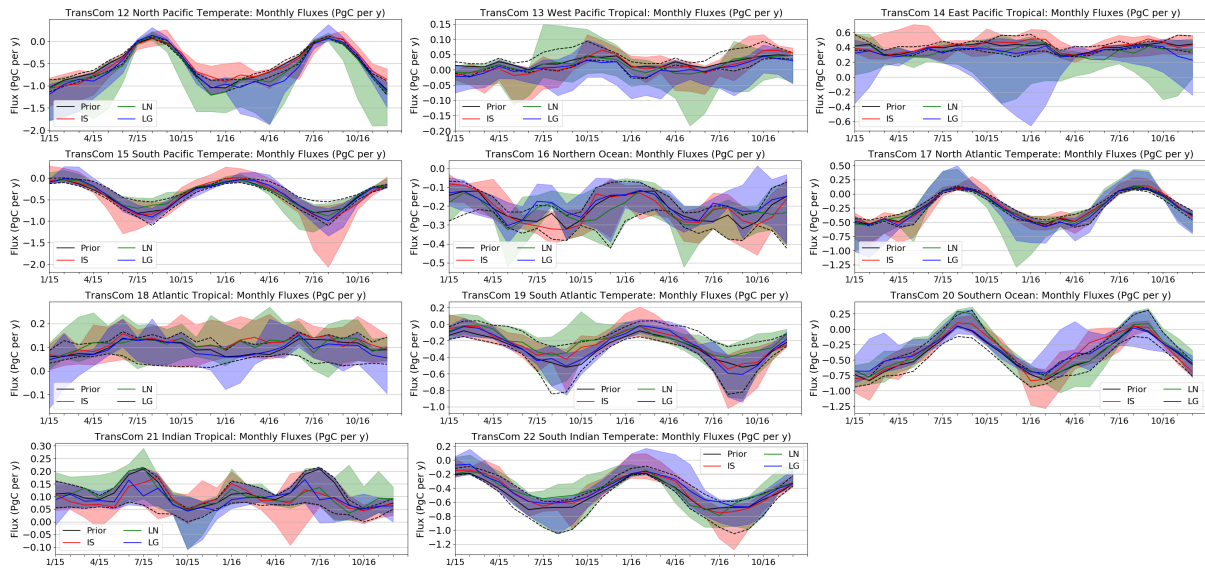 TransCom 12 North Pacific Temperate: Monthly Fluxes (PgC per y)
Flux (PgC per y)
0.0
−0.5
−1.0
−1.5
−2.0
Prior LN
IS LG
1/15 4/15 7/15 10/15 1/16 4/16 7/16 10/16
TransCom 13 West Pacific Tropical: Monthly Fluxes (PgC per y)
Flux (PgC per y)
0.15
0.10
0.05
0.00
0.05
0.10
0.15
0.20
Prior LN
IS LG
1/15 4/15 7/15 10/15 1/16 4/16 7/16 10/16
TransCom 14 East Pacific Tropical: Monthly Fluxes (PgC per y)
Flux (PgC per y)
0.6
0.4
0.2
0.0
−0.2
−0.4
−0.6
Prior LN
IS LG
1/15 4/15 7/15 10/15 1/16 4/16 7/16 10/16
TransCom 15 South Pacific Temperate: Monthly Fluxes (PgC per y)
Flux (PgC per y)
0.0
−0.5
−1.0
−1.5
−2.0
Prior LN
IS LG
1/15 4/15 7/15 10/15 1/16 4/16 7/16 10/16
TransCom 16 Northern Ocean: Monthly Fluxes (PgC per y)
Flux (PgC per y)
−0.1
−0.2
−0.3
−0.4
−0.5
Prior LN
IS LG
1/15 4/15 7/15 10/15 1/16 4/16 7/16 10/16
TransCom 17 North Atlantic Temperate: Monthly Fluxes (PgC per y)
Flux (PgC per y)
0.50
0.25
0.00
−0.25
−0.50
−0.75
−1.00
−1.25
Prior LN
IS LG
1/15 4/15 7/15 10/15 1/16 4/16 7/16 10/16
TransCom 18 Atlantic Tropical: Monthly Fluxes (PgC per y)
Flux (PgC per y)
0.2
0.1
0.0
−0.1
Prior LN
IS LG
1/15 4/15 7/15 10/15 1/16 4/16 7/16 10/16
TransCom 19 South Atlantic Temperate: Monthly Fluxes (PgC per y)
Flux (PgC per y)
0.2
0.0
−0.2
−0.4
−0.6
−0.8
−1.0
Prior LN
IS LG
1/15 4/15 7/15 10/15 1/16 4/16 7/16 10/16
TransCom 20 Southern Ocean: Monthly Fluxes (PgC per y)
Flux (PgC per y)
0.25
0.00
−0.25
−0.50
−0.75
−1.00
−1.25
Prior LN
IS LG
1/15 4/15 7/15 10/15 1/16 4/16 7/16 10/16
TransCom 21 Indian Tropical: Monthly Fluxes (PgC per y)
Flux (PgC per y)
0.30
0.25
0.20
0.15
0.10
0.05
0.00
−0.05
−0.10
Prior LN
IS LG
1/15 4/15 7/15 10/15 1/16 4/16 7/16 10/16
TransCom 22 South Indian Temperate: Monthly Fluxes (PgC per y)
Flux (PgC per y)
0.2
0.0
−0.2
−0.4
−0.6
−0.8
−1.0
−1.2
Prior LN
IS LG
1/15 4/15 7/15 10/15 1/16 4/16 7/16 10/16